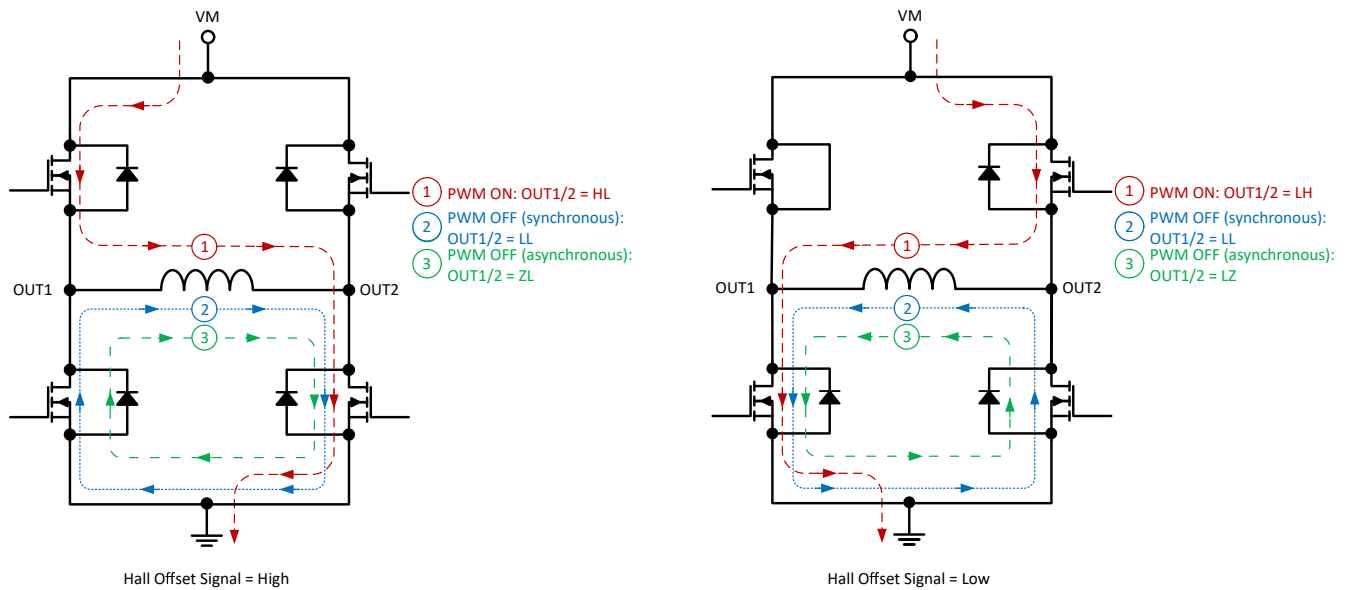 VM
1 PWM ON: OUT1/2 = HL
2 PWM OFF (synchronous):
OUT1/2 = LL
3 PWM OFF (asynchronous):
OUT1/2 = ZL
1
OUT1
OUT2
2
3
Hall Offset Signal = High
VM
1 PWM ON: OUT1/2 = LH
2 PWM OFF (synchronous):
OUT1/2 = LL
3 PWM OFF (asynchronous):
OUT1/2 = LZ
1
OUT1
OUT2
2
3
Hall Offset Signal = Low